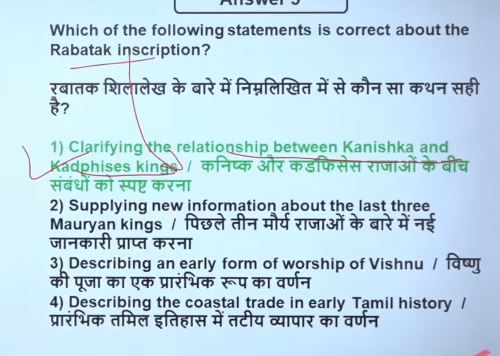 Answer 5
Which of the following statements is correct about the
Rabatak inscription?
रबातक शिलालेख के बारे में निम्नलिखित में से कौन सा कथन सही
है?
1) Clarifying the relationship between Kanishka and
Kadphises kings / कनिष्क और कडफिसेस राजाओं के बीच
संबंधों को स्पष्ट करना
2) Supplying new information about the last three
Mauryan kings / पिछले तीन मौर्य राजाओं के बारे में नई
जानकारी प्राप्त करना
3) Describing an early form of worship of Vishnu / विष्णु
की पूजा का एक प्रारंभिक रूप का वर्णन
4) Describing the coastal trade in early Tamil history /
प्रारंभिक तमिल इतिहास में तटीय व्यापार का वर्णन